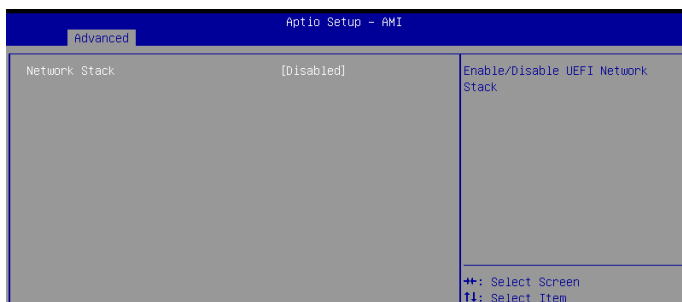 Aptio Setup – AMI
Advanced
Network Stack [Disabled]
Enable/Disable UEFI Network
Stack
→←: Select Screen
↑↓: Select Item